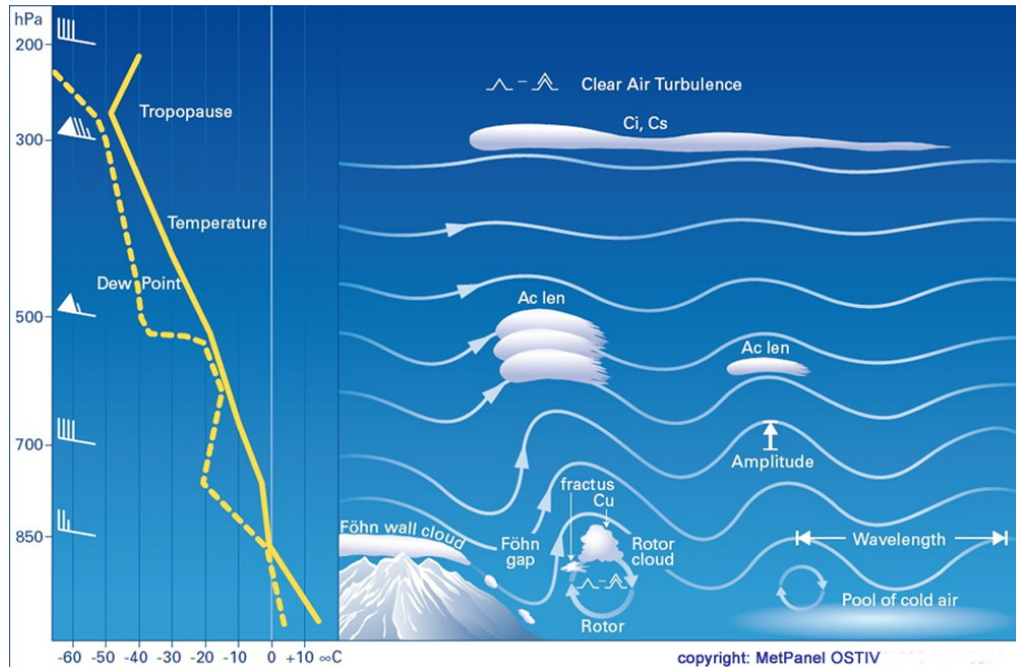 hPa
200
300
500
700
850
Tropopause
Temperature
Dew Point
-60 -50 -40 -30 -20 -10 0 +10 ∞C
Clear Air Turbulence
Ci, Cs
Ac len
Ac len
Amplitude
fractus
Cu
Föhn wall cloud
Föhn
gap
Rotor
cloud
Wavelength
Rotor
Pool of cold air
copyright: MetPanel OSTIV